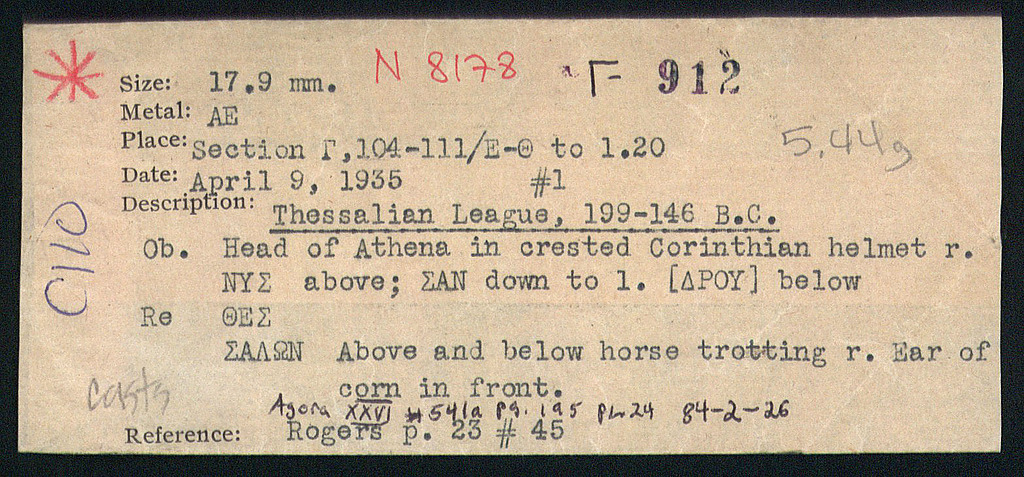 N 8178 Γ 912
Size: 17.9 mm.
Metal: AE
Place: Section Γ,104-111/E-Θ to 1.20
5,44g
Date: April 9, 1935 #1
Description: Thessalian League, 199-146 B.C.
C110
Ob. Head of Athena in crested Corinthian helmet r.
ΝΥΣ above; ΣΑΝ down to l. [ΔΡΟΥ] below
Re ΘΕΣ
ΣΑΛΩΝ Above and below horse trotting r. Ear of
corn in front.
casts
Agora XXVI #541a pg. 195 PL 24 84-2-26
Reference: Rogers p. 23 # 45